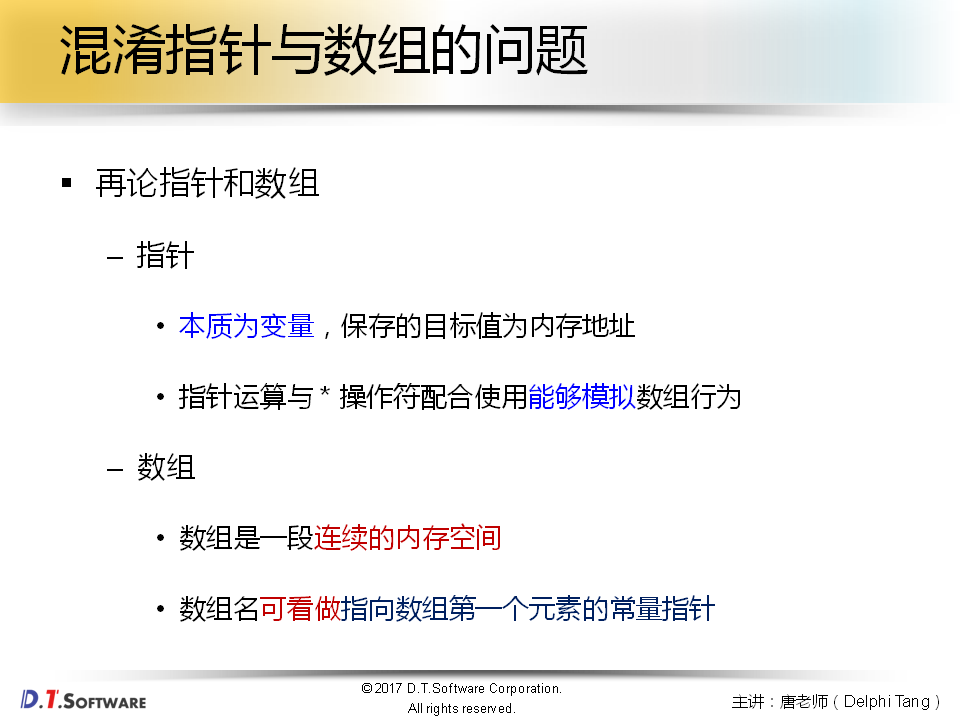 混淆指针与数组的问题
▪ 再论指针和数组
– 指针
• 本质为变量，保存的目标值为内存地址
• 指针运算与 * 操作符配合使用能够模拟数组行为
– 数组
• 数组是一段连续的内存空间
• 数组名可看做指向数组第一个元素的常量指针
D.T.SOFTWARE
©2017 D.T.Software Corporation.
All rights reserved.
主讲：唐老师（Delphi Tang）